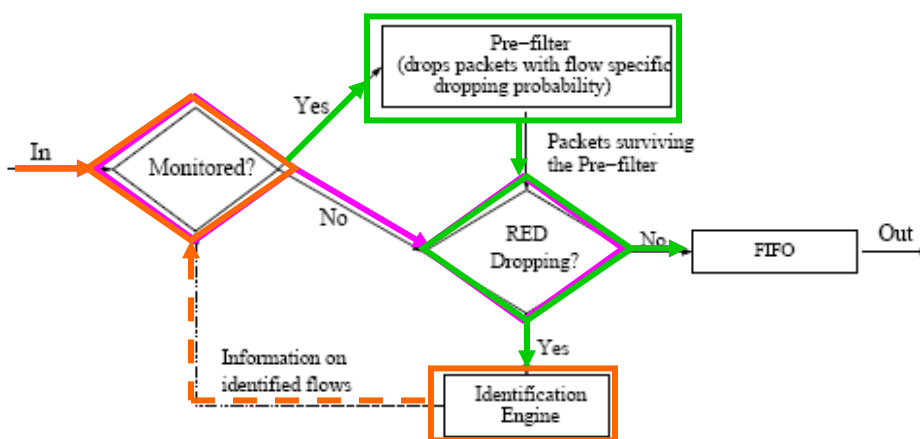 Pre-filter
(drops packets with flow specific
dropping probability)
Yes
In
Monitored?
Packets surviving
the Pre-filter
No
RED
Dropping?
No
FIFO
Out
Yes
Information on
identified flows
Identification
Engine